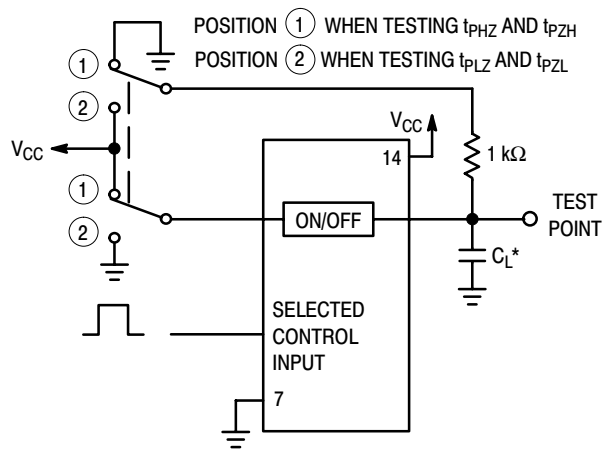 POSITION 1 WHEN TESTING tPHZ AND tPZH
POSITION 2 WHEN TESTING tPLZ AND tPZL
1
2
VCC
VCC
14
1 kΩ
1
2
ON/OFF
TEST
POINT
CL*
SELECTED
CONTROL
INPUT
7